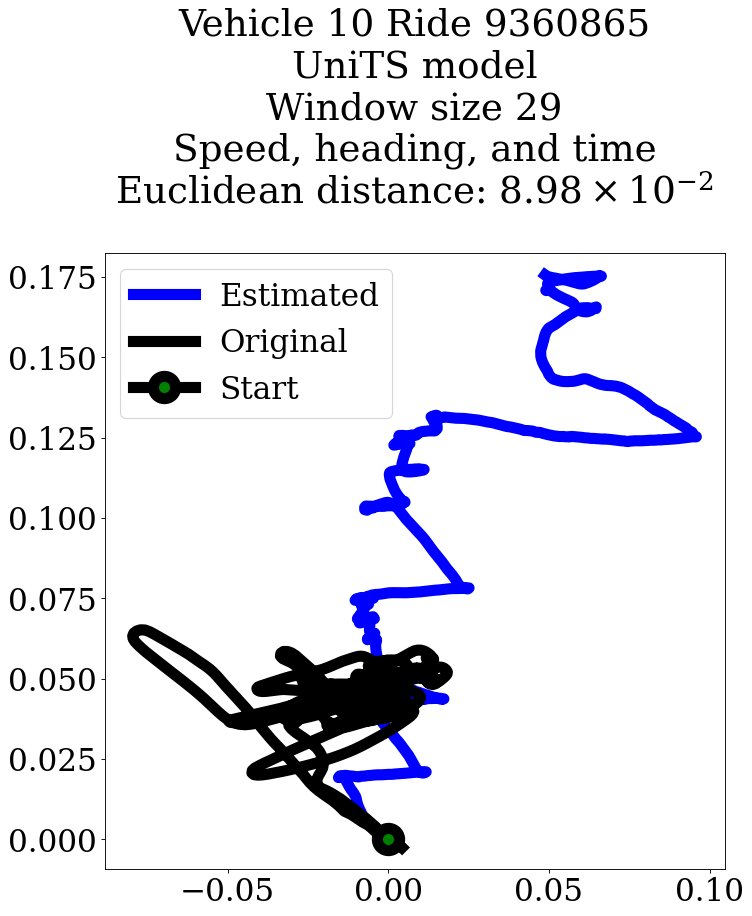 Vehicle 10 Ride 9360865
UniTS model
Window size 29
Speed, heading, and time
Euclidean distance: $8.98 \times 10^{-2}$
0.175
0.150
0.125
0.100
0.075
0.050
0.025
0.000
Estimated
Original
Start
−0.05
0.00
0.05
0.10